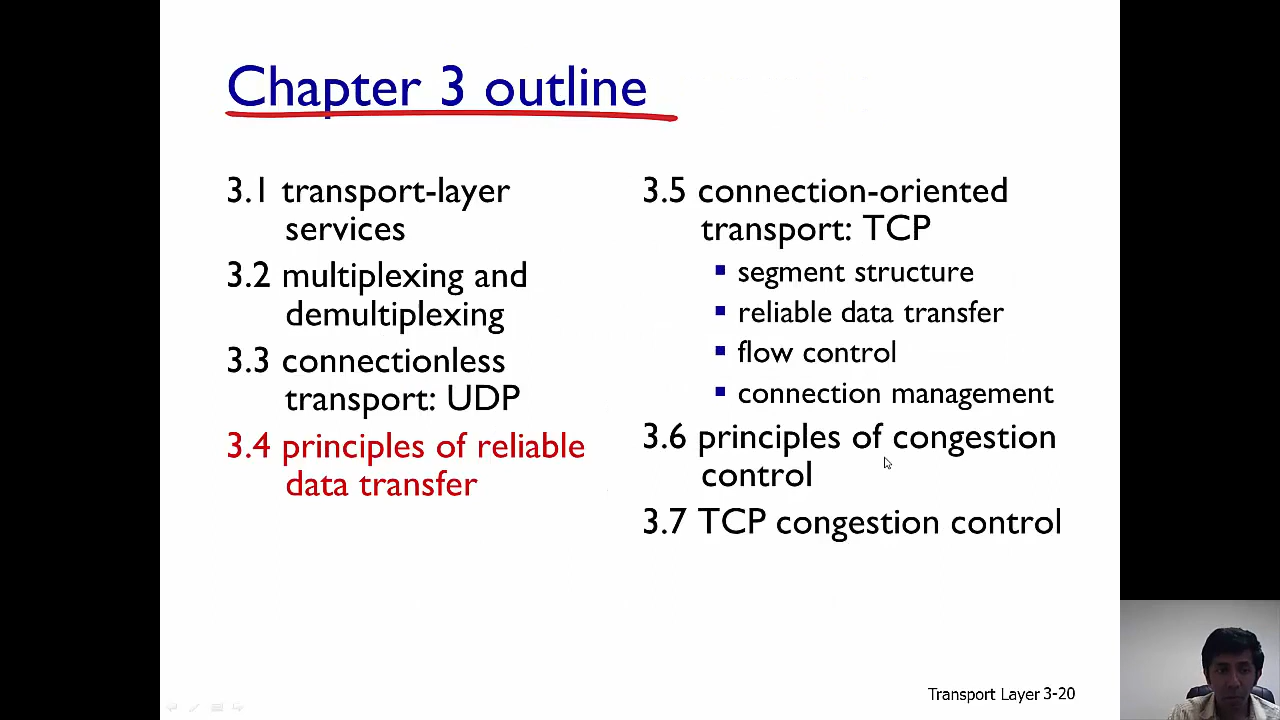 Chapter 3 outline
3.1 transport-layer
services
3.2 multiplexing and
demultiplexing
3.3 connectionless
transport: UDP
3.4 principles of reliable
data transfer
3.5 connection-oriented
transport: TCP
segment structure
reliable data transfer
flow control
connection management
3.6 principles of congestion
control
3.7 TCP congestion control
Transport Layer 3-20